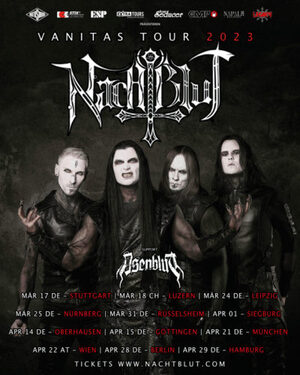 ESP
EMP
PRÄSENTIEREN
VANITAS TOUR 2023
NACHTBLUT
SUPPORT
Asenblut
MÄR 17 DE - STUTTGART | MÄR 18 CH - LUZERN | MÄR 24 DE - LEIPZIG
MÄR 25 DE - NÜRNBERG | MÄR 31 DE - RÜSSELSHEIM | APR 01 - SIEGBURG
APR 14 DE - OBERHAUSEN | APR 15 DE - GÖTTINGEN | APR 21 DE - MÜNCHEN
APR 22 AT - WIEN | APR 28 DE - BERLIN | APR 29 DE - HAMBURG
TICKETS WWW.NACHTBLUT.COM